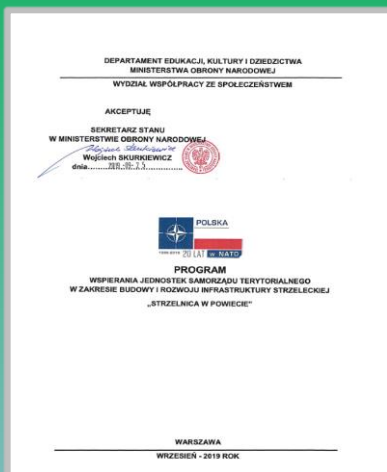 DEPARTAMENT EDUKACJI, KULTURY I DZIEDZICTWA
MINISTERSTWA OBRONY NARODOWEJ
WYDZIAŁ WSPÓŁPRACY ZE SPOŁECZEŃSTWEM
AKCEPTUJĘ
SEKRETARZ STANU
W MINISTERSTWIE OBRONY NARODOWEJ
Wojciech Skurkiewicz
Wojciech SKURKIEWICZ
dnia
POLSKA
20 LAT w NATO
PROGRAM
WSPIERANIA JEDNOSTEK SAMORZĄDU TERYTORIALNEGO
W ZAKRESIE BUDOWY I ROZWOJU INFRASTRUKTURY STRZELECKIEJ
„STRZELNICA W POWIECIE"
WARSZAWA
WRZESIEŃ - 2019 ROK